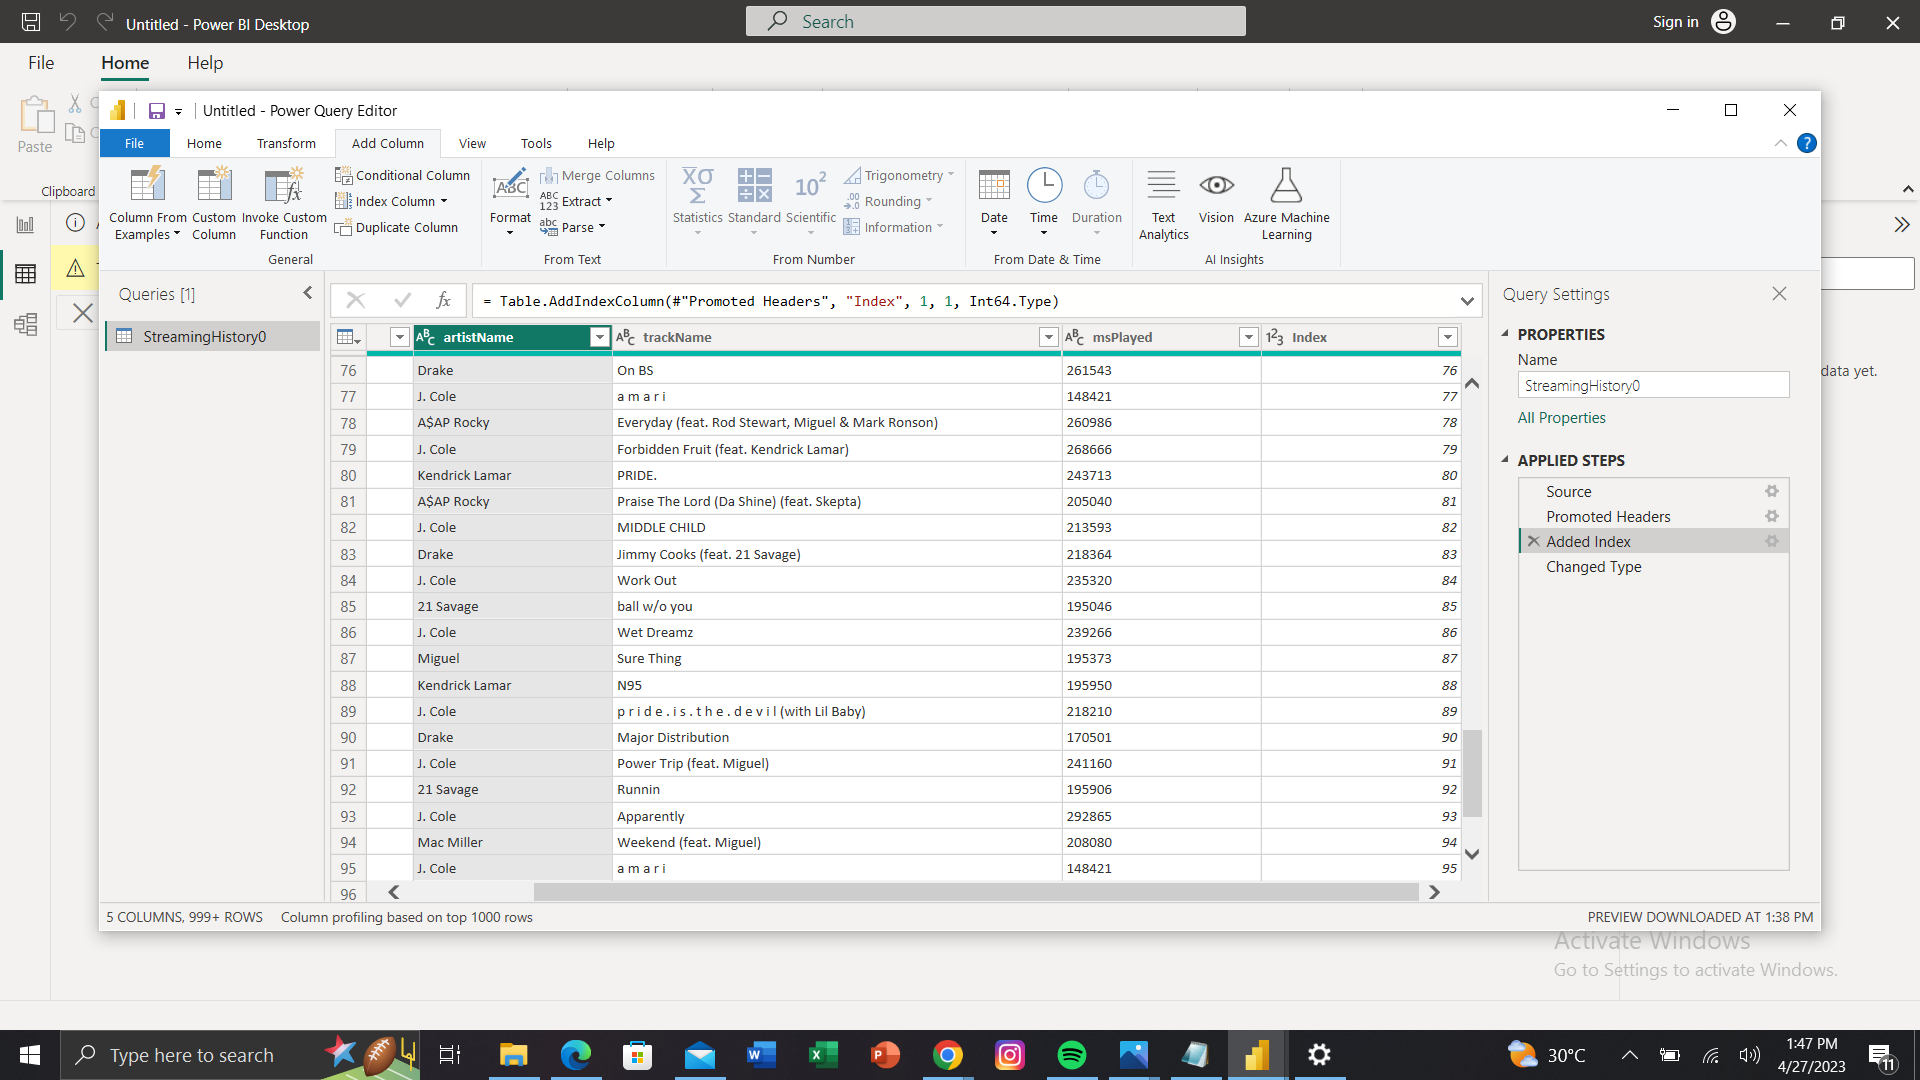 Untitled - Power BI Desktop
Search
Sign in
File Home Help
Paste
Clipboard
Untitled - Power Query Editor
File Home Transform Add Column View Tools Help
Column From Examples
Custom Column
Invoke Custom Function
Conditional Column
Index Column
Duplicate Column
General
ABC
Format
Merge Columns
ABC 123 Extract
abc Parse
From Text
XO Σ
Statistics
Standard
10²
Scientific
Trigonometry
.00 →.0 Rounding
Information
From Number
Date
Time
Duration
From Date & Time
Text Analytics
Vision
Azure Machine Learning
AI Insights
?
Queries [1]
StreamingHistory0
fx
= Table.AddIndexColumn(#"Promoted Headers", "Index", 1, 1, Int64.Type)
ABC artistName ABC trackName ABC msPlayed 123 Index
76 Drake On BS 261543 76
77 J. Cole a m a r i 148421 77
78 A$AP Rocky Everyday (feat. Rod Stewart, Miguel & Mark Ronson) 260986 78
79 J. Cole Forbidden Fruit (feat. Kendrick Lamar) 268666 79
80 Kendrick Lamar PRIDE. 243713 80
81 A$AP Rocky Praise The Lord (Da Shine) (feat. Skepta) 205040 81
82 J. Cole MIDDLE CHILD 213593 82
83 Drake Jimmy Cooks (feat. 21 Savage) 218364 83
84 J. Cole Work Out 235320 84
85 21 Savage ball w/o you 195046 85
86 J. Cole Wet Dreamz 239266 86
87 Miguel Sure Thing 195373 87
88 Kendrick Lamar N95 195950 88
89 J. Cole p r i d e . i s . t h e . d e v i l (with Lil Baby) 218210 89
90 Drake Major Distribution 170501 90
91 J. Cole Power Trip (feat. Miguel) 241160 91
92 21 Savage Runnin 195906 92
93 J. Cole Apparently 292865 93
94 Mac Miller Weekend (feat. Miguel) 208080 94
95 J. Cole a m a r i 148421 95
96
Query Settings
PROPERTIES
Name
StreamingHistory0
All Properties
APPLIED STEPS
Source
Promoted Headers
Added Index
Changed Type
data yet.
5 COLUMNS, 999+ ROWS Column profiling based on top 1000 rows
PREVIEW DOWNLOADED AT 1:38 PM
Activate Windows
Go to Settings to activate Windows.
Type here to search
30°C
1:47 PM
4/27/2023
11